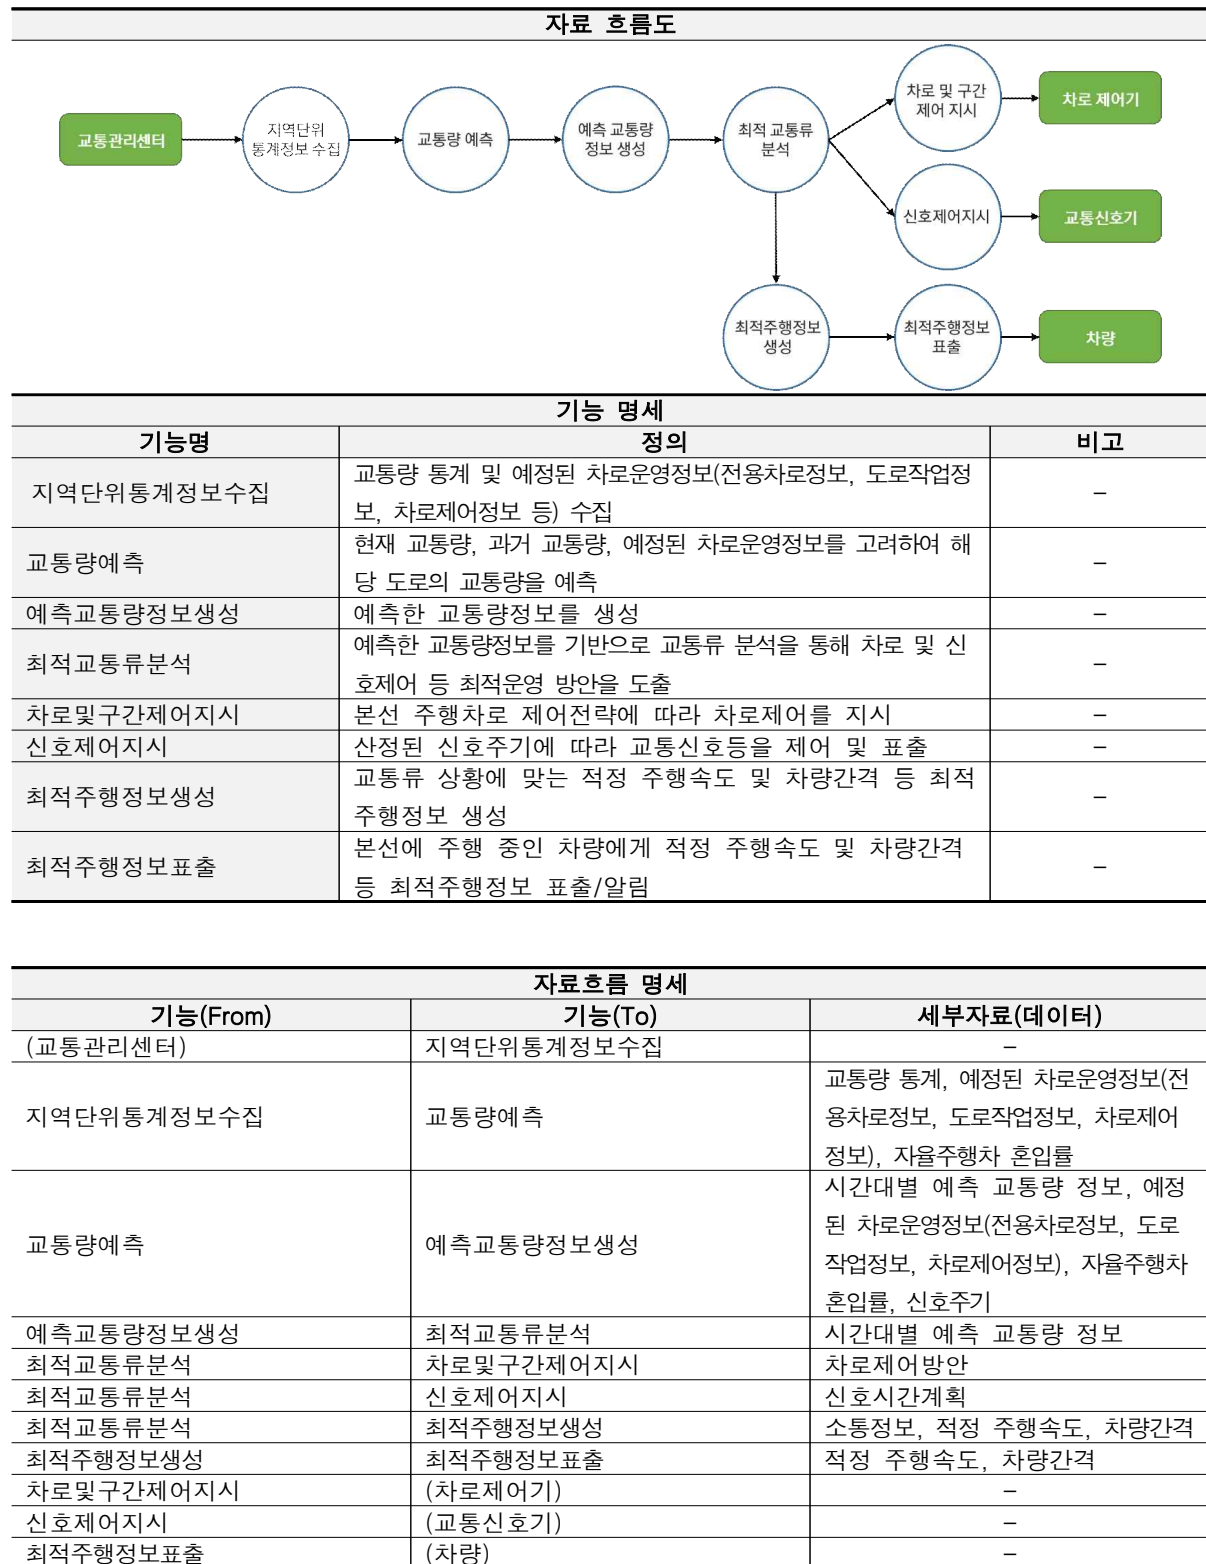 자료 흐름도
교통관리센터
지역단위
통계정보 수집
교통량 예측
예측 교통량
정보 생성
최적 교통류
분석
차로 및 구간
제어 지시
차로 제어기
신호제어지시
교통신호기
최적주행정보
생성
최적주행정보
표출
차량
기능 명세
기능명 정의 비고
지역단위통계정보수집
교통량 통계 및 예정된 차로운영정보(전용차로정보, 도로작업정
보, 차로제어정보 등) 수집
–
교통량예측
현재 교통량, 과거 교통량, 예정된 차로운영정보를 고려하여 해
당 도로의 교통량을 예측
–
예측교통량정보생성 예측한 교통량정보를 생성 –
최적교통류분석
예측한 교통량정보를 기반으로 교통류 분석을 통해 차로 및 신
호제어 등 최적운영 방안을 도출
–
차로및구간제어지시 본선 주행차로 제어전략에 따라 차로제어를 지시 –
신호제어지시 산정된 신호주기에 따라 교통신호등을 제어 및 표출 –
최적주행정보생성
교통류 상황에 맞는 적정 주행속도 및 차량간격 등 최적
주행정보 생성
–
최적주행정보표출
본선에 주행 중인 차량에게 적정 주행속도 및 차량간격
등 최적주행정보 표출/알림
–
자료흐름 명세
기능(From) 기능(To) 세부자료(데이터)
(교통관리센터) 지역단위통계정보수집 –
지역단위통계정보수집 교통량예측
교통량 통계, 예정된 차로운영정보(전
용차로정보, 도로작업정보, 차로제어
정보), 자율주행차 혼입률
교통량예측 예측교통량정보생성
시간대별 예측 교통량 정보, 예정
된 차로운영정보(전용차로정보, 도로
작업정보, 차로제어정보), 자율주행차
혼입률, 신호주기
예측교통량정보생성 최적교통류분석 시간대별 예측 교통량 정보
최적교통류분석 차로및구간제어지시 차로제어방안
최적교통류분석 신호제어지시 신호시간계획
최적교통류분석 최적주행정보생성 소통정보, 적정 주행속도, 차량간격
최적주행정보생성 최적주행정보표출 적정 주행속도, 차량간격
차로및구간제어지시 (차로제어기) –
신호제어지시 (교통신호기) –
최적주행정보표출 (차량) –